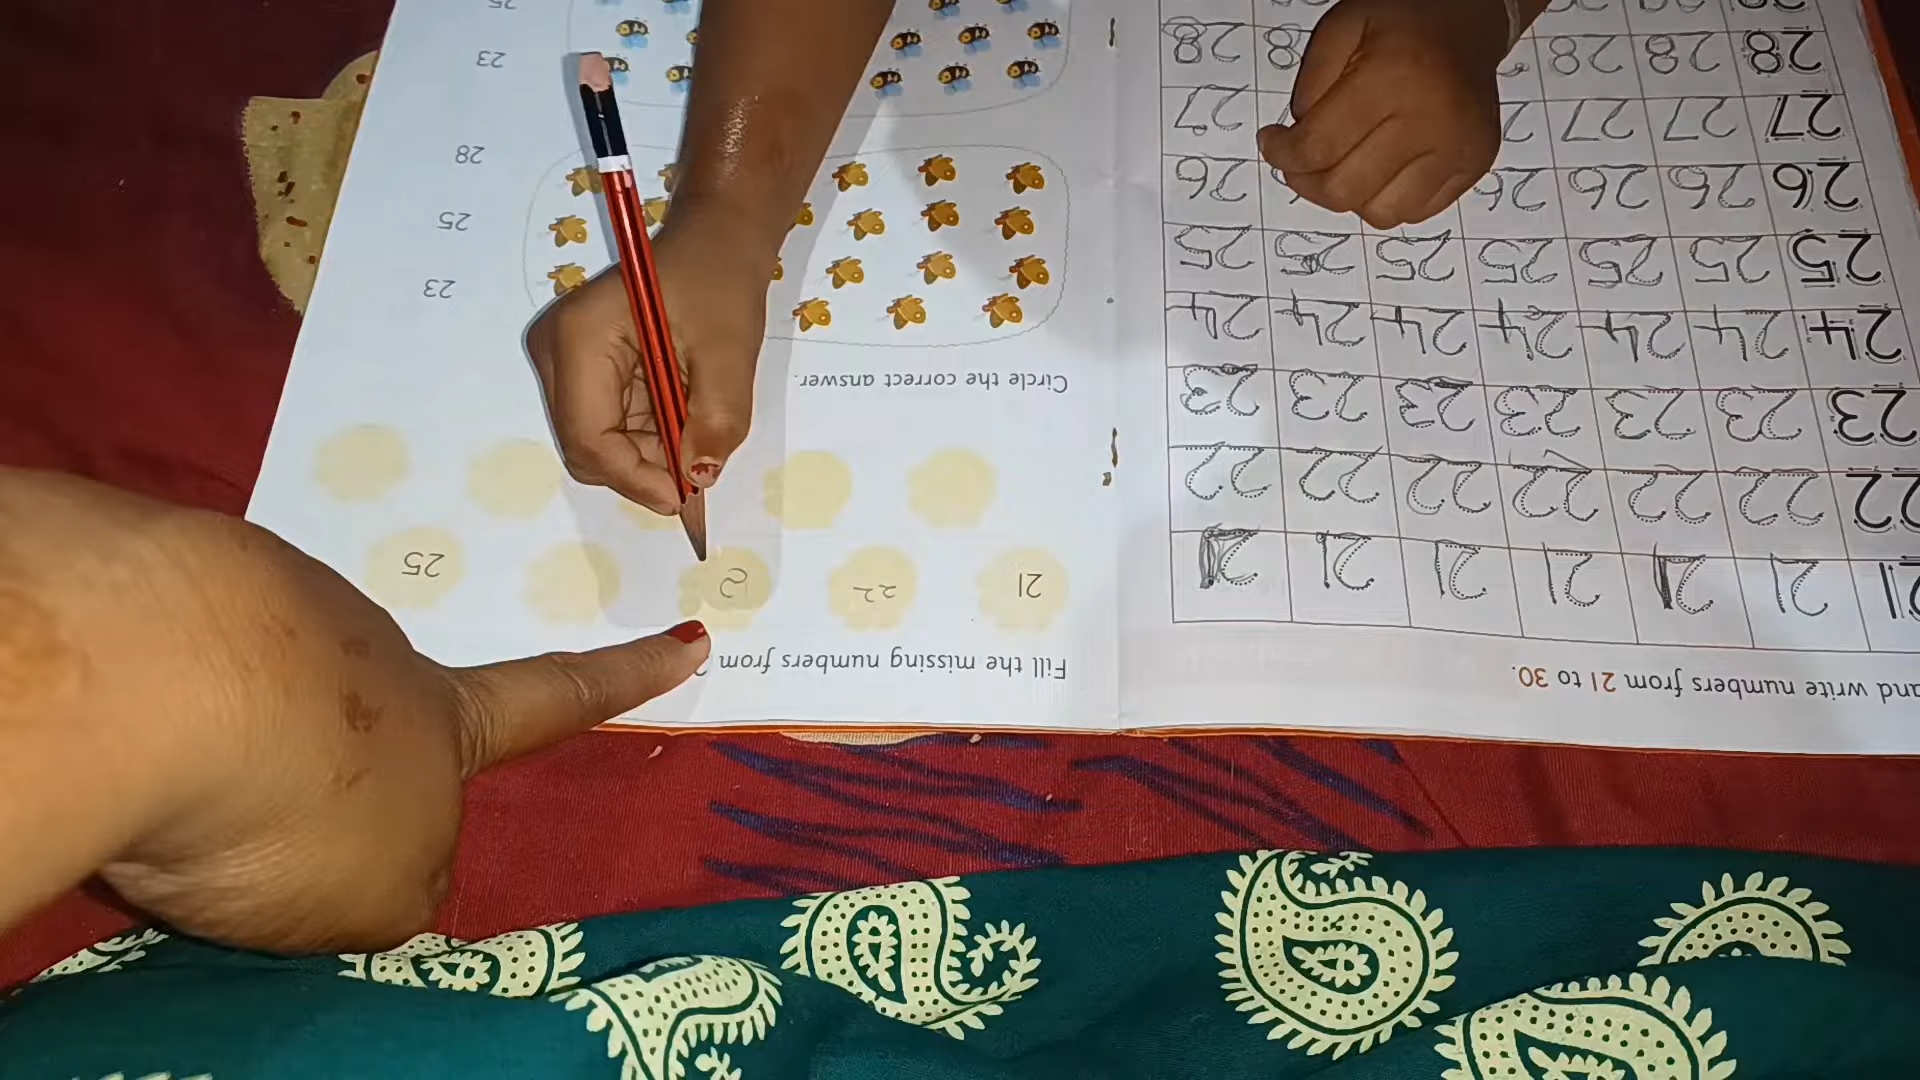 and write numbers from 21 to 30.
21 21 21 21 21 21 21
22 22 22 22 22 22 22
23 23 23 23 23 23 23
24 24 24 24 24 24 24
25 25 25 25 25 25 25
26 26 26 26 26
27 27 27 27
28 28 28 28
Fill the missing numbers from
21 22 2 25
Circle the correct answer.
23
25
28
23
25